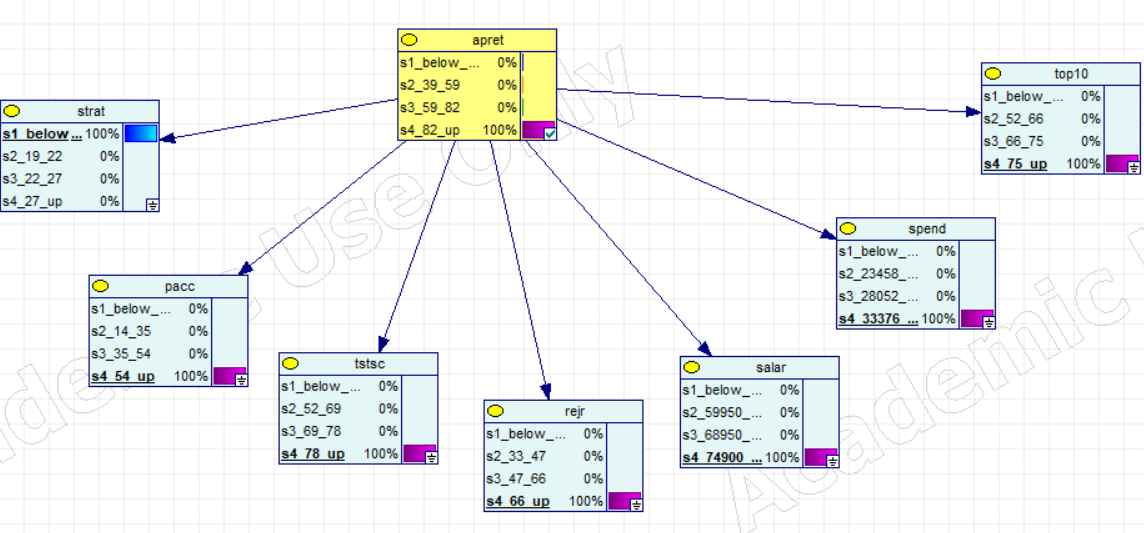 apret
s1_below_... 0%
s2_39_59 0%
s3_59_82 0%
s4_82_up 100%
top10
s1_below_... 0%
s2_52_66 0%
s3_66_75 0%
s4_75_up 100%
strat
s1_below_... 100%
s2_19_22 0%
s3_22_27 0%
s4_27_up 0%
spend
s1_below_... 0%
s2_23458_... 0%
s3_28052_... 0%
s4_33376_... 100%
pacc
s1_below_... 0%
s2_14_35 0%
s3_35_54 0%
s4_54_up 100%
tstsc
s1_below_... 0%
s2_52_69 0%
s3_69_78 0%
s4_78_up 100%
salar
s1_below_... 0%
s2_59950_... 0%
s3_68950_... 0%
s4_74900_... 100%
rejr
s1_below_... 0%
s2_33_47 0%
s3_47_66 0%
s4_66_up 100%
Use Only
Academic